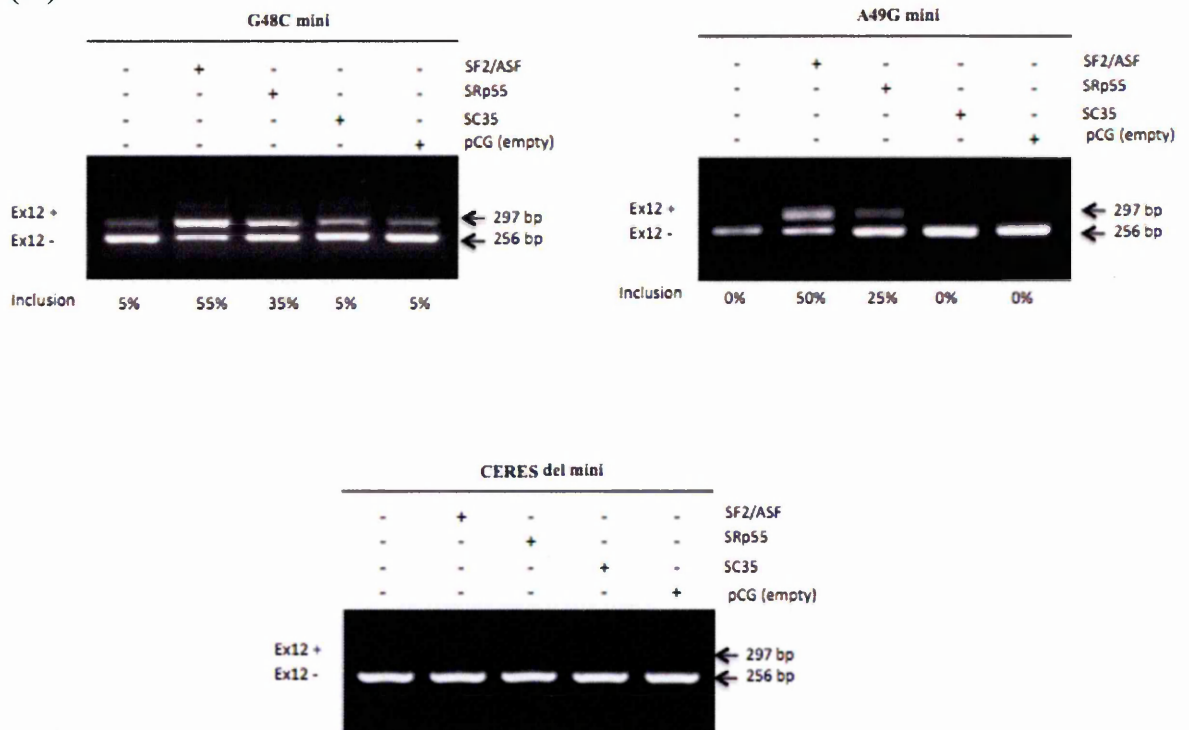 G48C mini
- + - - - SF2/ASF
- - + - - SRp55
- - - + - SC35
- - - - + pCG (empty)
Ex12 + 297 bp
Ex12 - 256 bp
Inclusion 5% 55% 35% 5% 5%
A49G mini
- + - - - SF2/ASF
- - + - - SRp55
- - - + - SC35
- - - - + pCG (empty)
Ex12 + 297 bp
Ex12 - 256 bp
Inclusion 0% 50% 25% 0% 0%
CERES del mini
- + - - - SF2/ASF
- - + - - SRp55
- - - + - SC35
- - - - + pCG (empty)
Ex12 + 297 bp
Ex12 - 256 bp